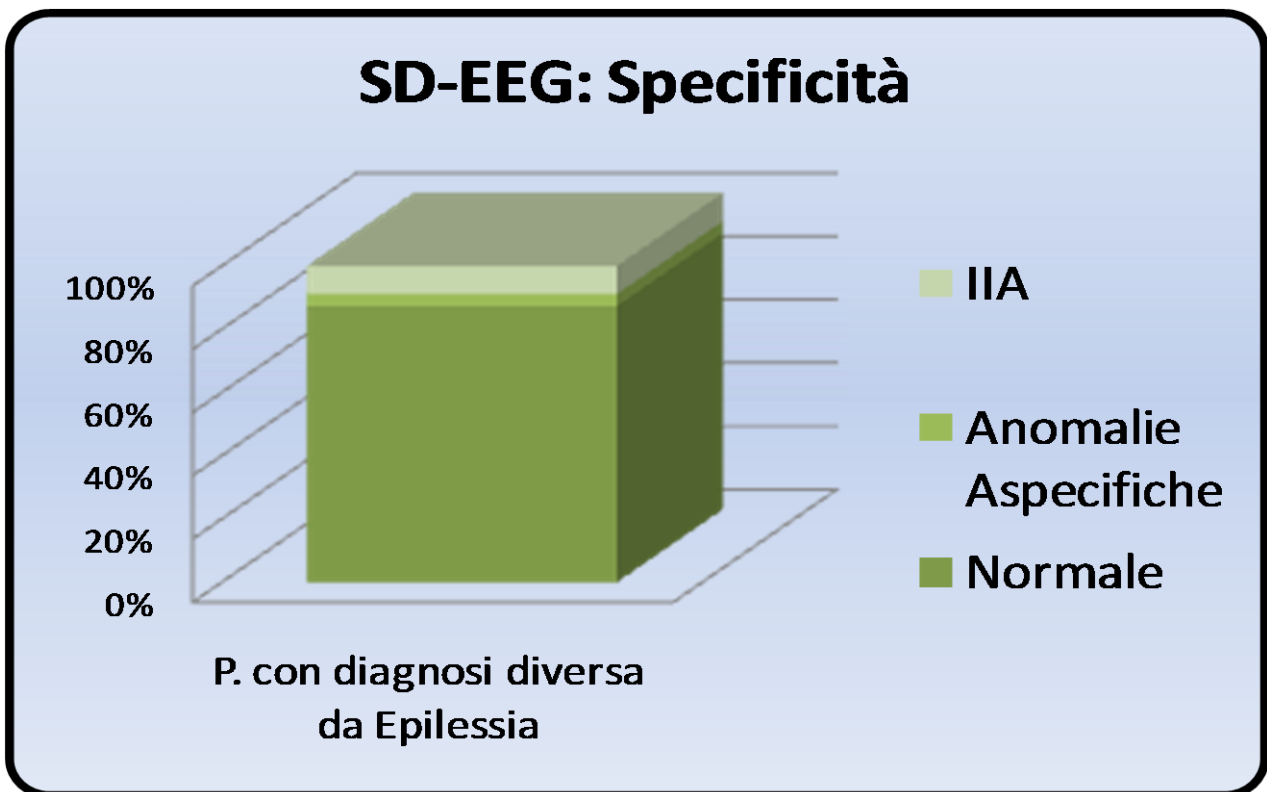 SD-EEG: Specificità
100%
80%
60%
40%
20%
0%
P. con diagnosi diversa
da Epilessia
IIA
Anomalie
Aspecifiche
Normale